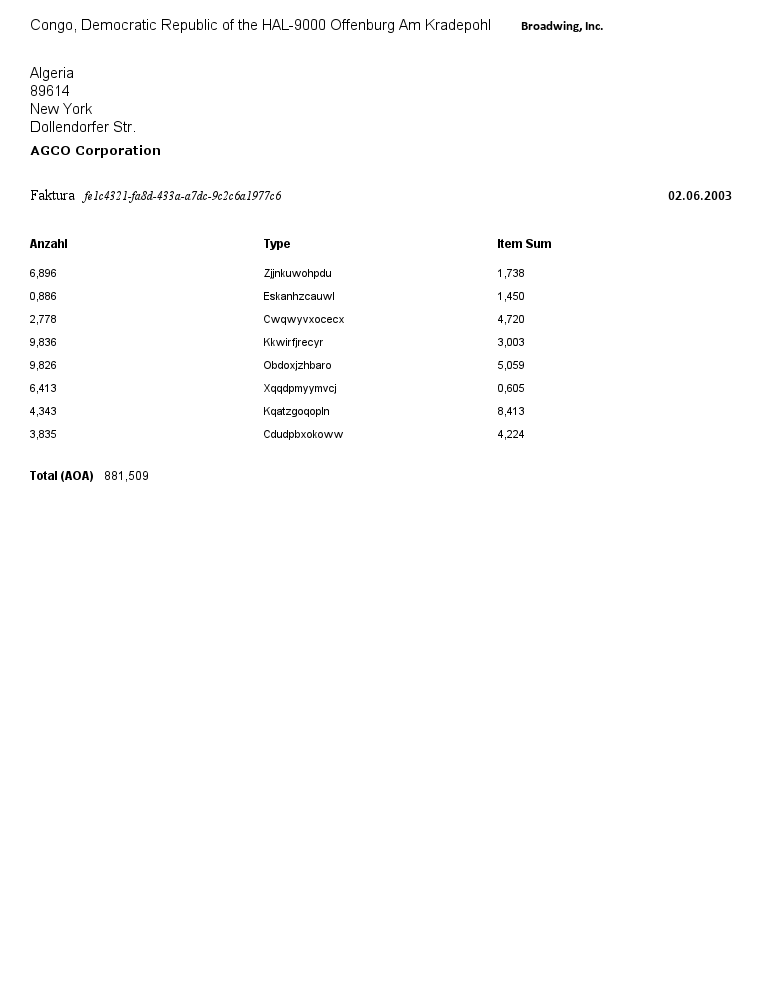 Congo, Democratic Republic of the HAL-9000 Offenburg Am Kradepohl Broadwing, Inc.
Algeria
89614
New York
Dollendorfer Str.
AGCO Corporation
Faktura fe1c4321-fa8d-433a-a7dc-9c2c6a1977c6 02.06.2003
Anzahl Type Item Sum
6,896 Zjjnkuwohpdu 1,738
0,886 Eskanhzcauwl 1,450
2,778 Cwqwyvxocecx 4,720
9,836 Kkwirfjrecyr 3,003
9,826 Obdoxjzhbaro 5,059
6,413 Xqqdpmyymvcj 0,605
4,343 Kqatzgoqopln 8,413
3,835 Cdudpbxokoww 4,224
Total (AOA) 881,509